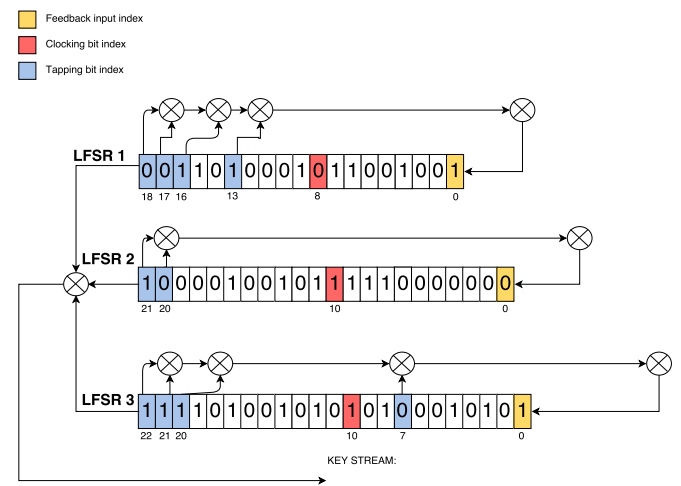 Feedback input index
Clocking bit index
Tapping bit index
LFSR 1
0 0 1 1 0 1 0 0 0 1 0 1 1 0 0 1 0 0 1
18 17 16 13 8 0
LFSR 2
1 0 0 0 0 1 0 0 1 0 1 1 1 1 1 0 0 0 0 0 0 0
21 20 10 0
LFSR 3
1 1 1 1 0 1 0 0 1 0 1 0 1 0 1 0 0 0 1 0 1 0 1
22 21 20 10 7 0
KEY STREAM: